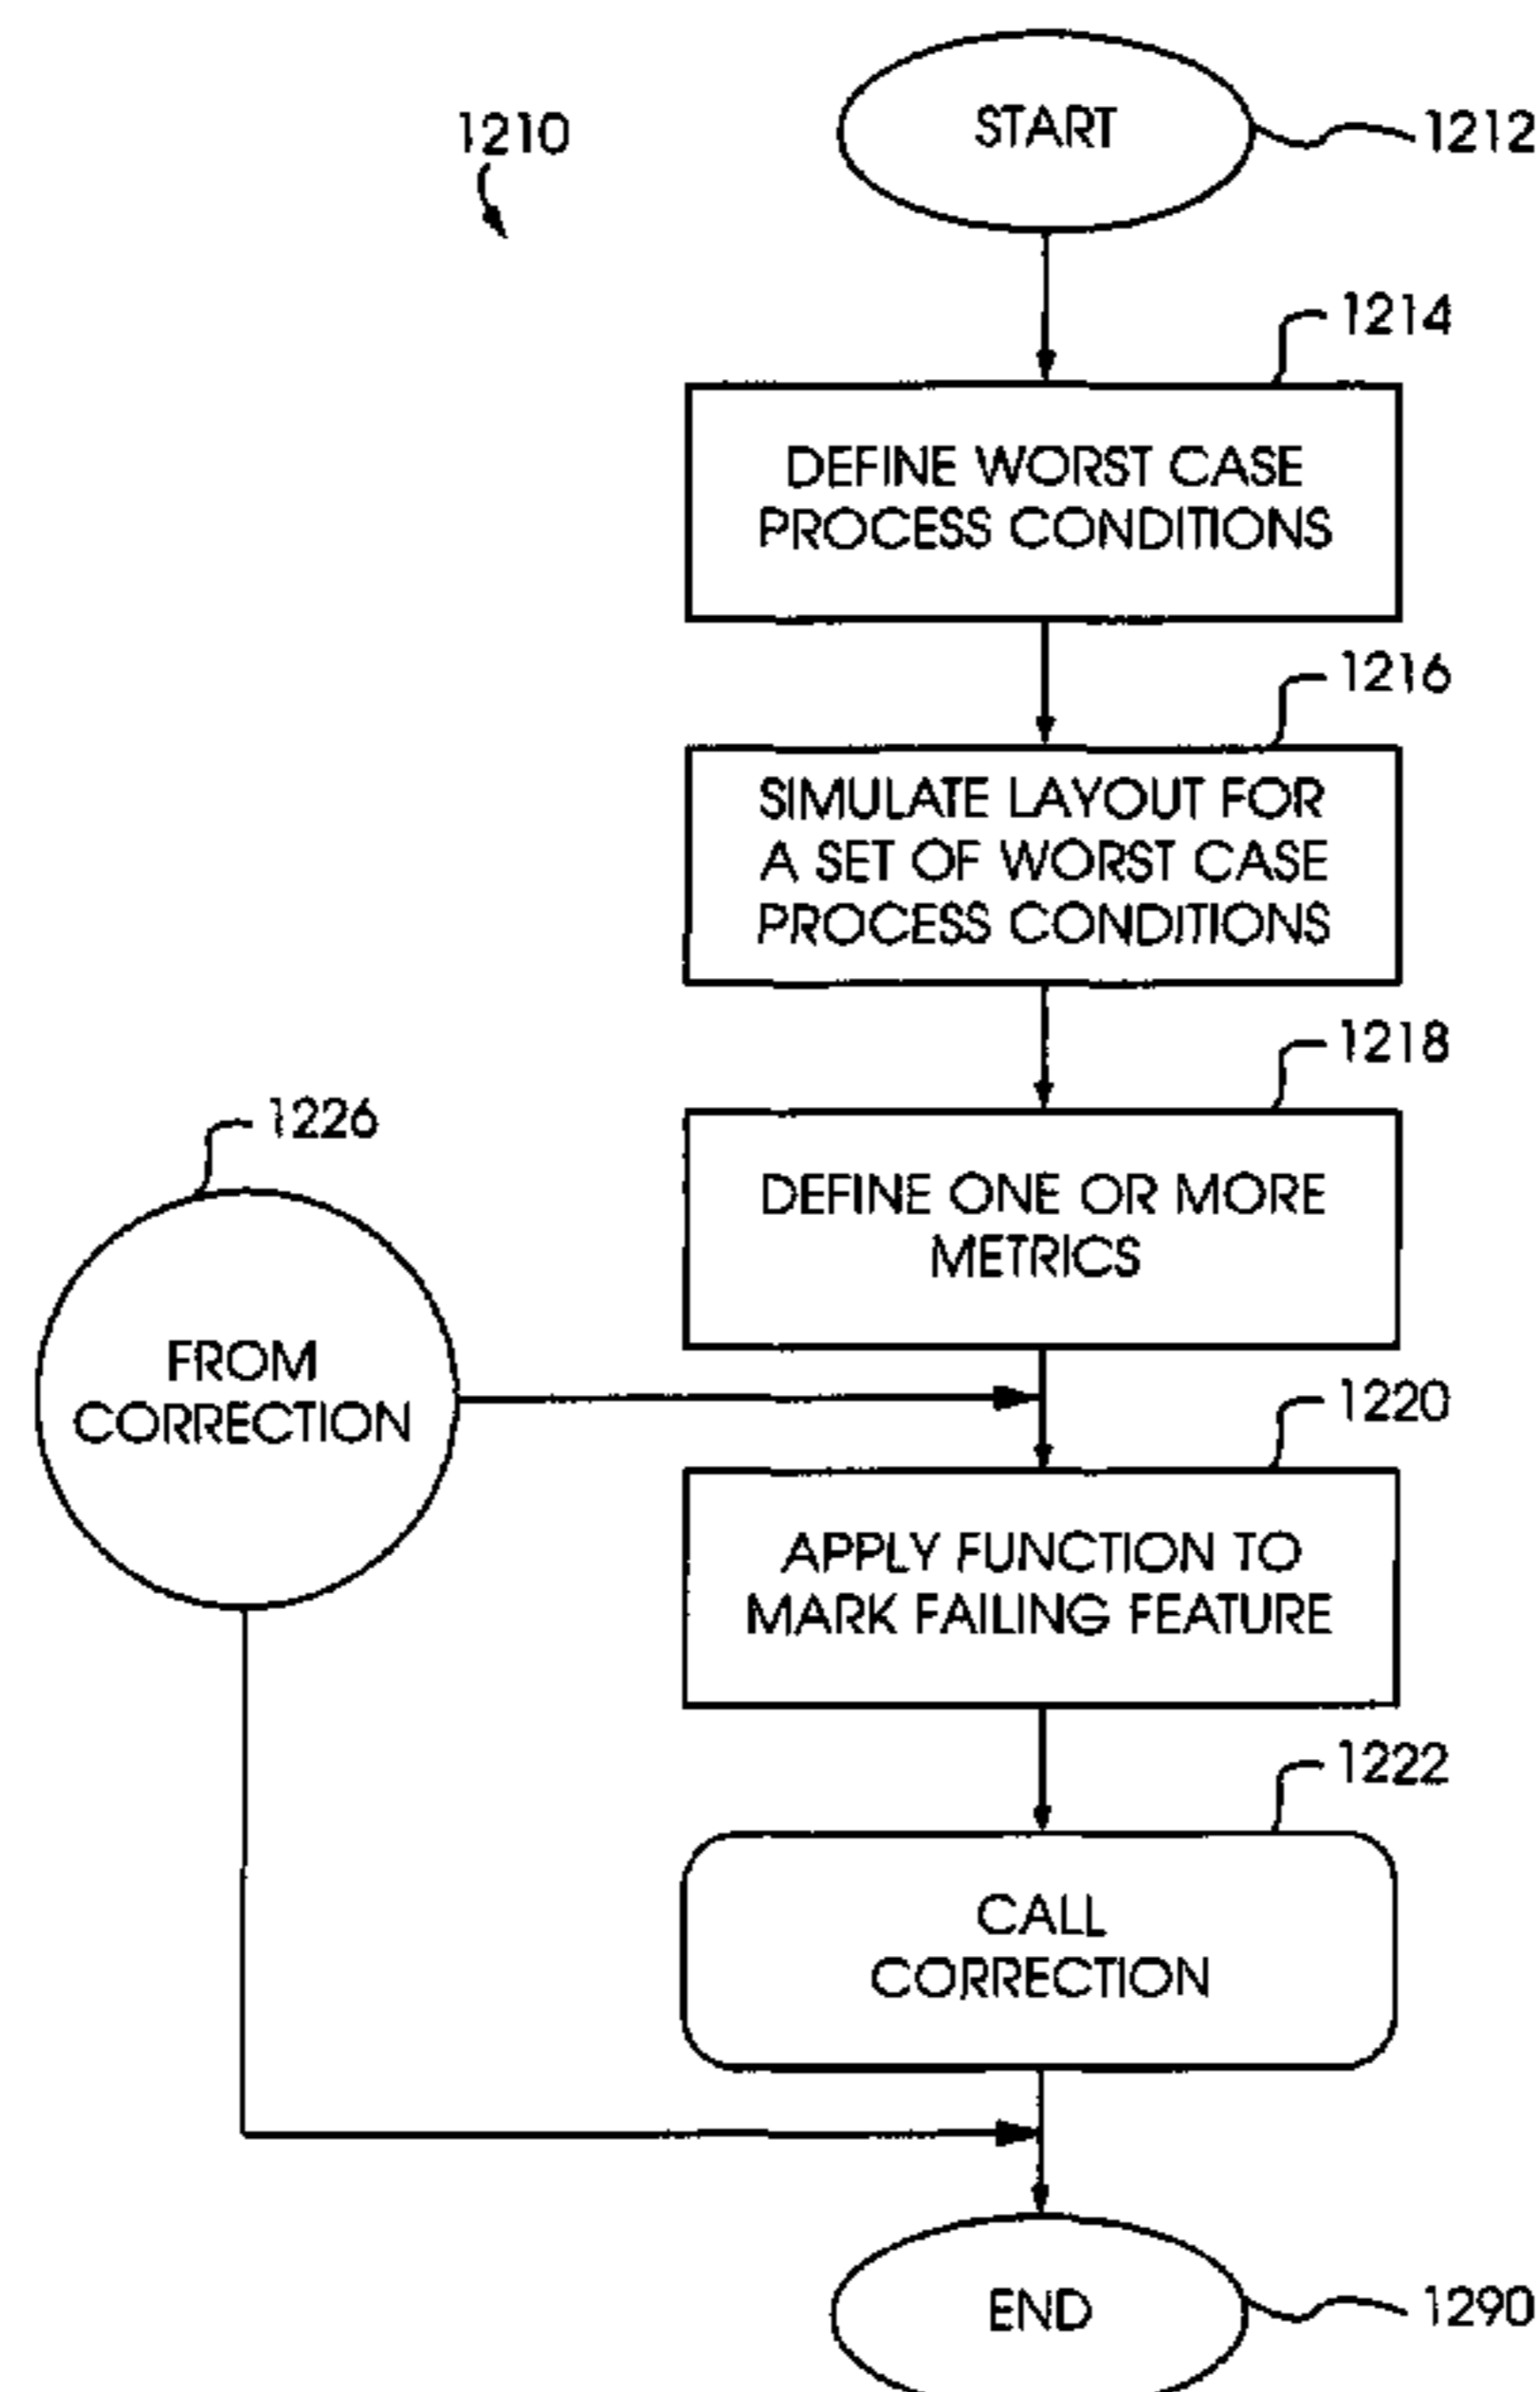 1210
START
1212
1214
DEFINE WORST CASE
PROCESS CONDITIONS
1216
SIMULATE LAYOUT FOR
A SET OF WORST CASE
PROCESS CONDITIONS
1218
DEFINE ONE OR MORE
METRICS
1226
FROM
CORRECTION
1220
APPLY FUNCTION TO
MARK FAILING FEATURE
1222
CALL
CORRECTION
END
1290